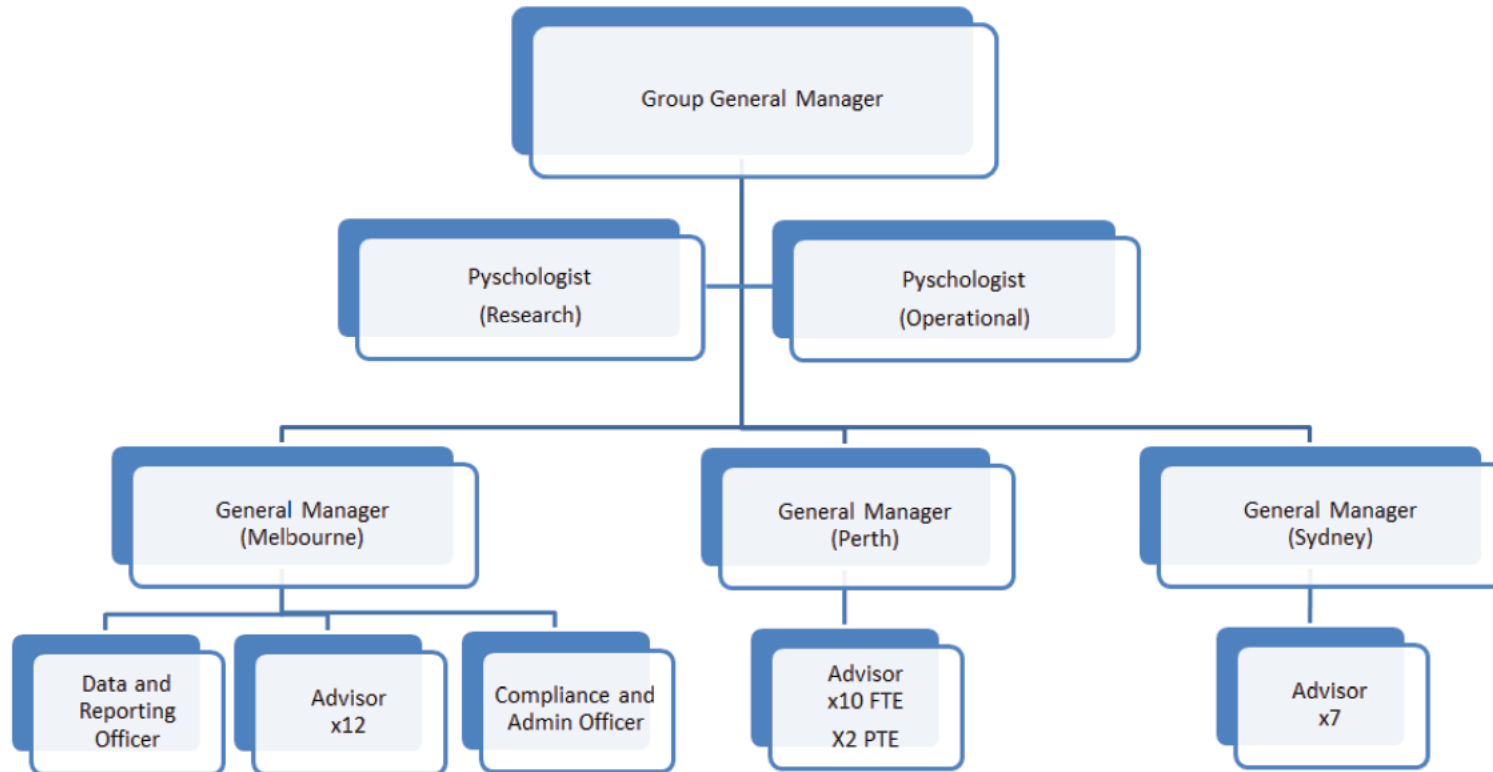 Group General Manager
Pyschologist
(Research)
Pyschologist
(Operational)
General Manager
(Melbourne)
General Manager
(Perth)
General Manager
(Sydney)
Data and
Reporting
Officer
Advisor
x12
Compliance and
Admin Officer
Advisor
x10 FTE
X2 PTE
Advisor
x7